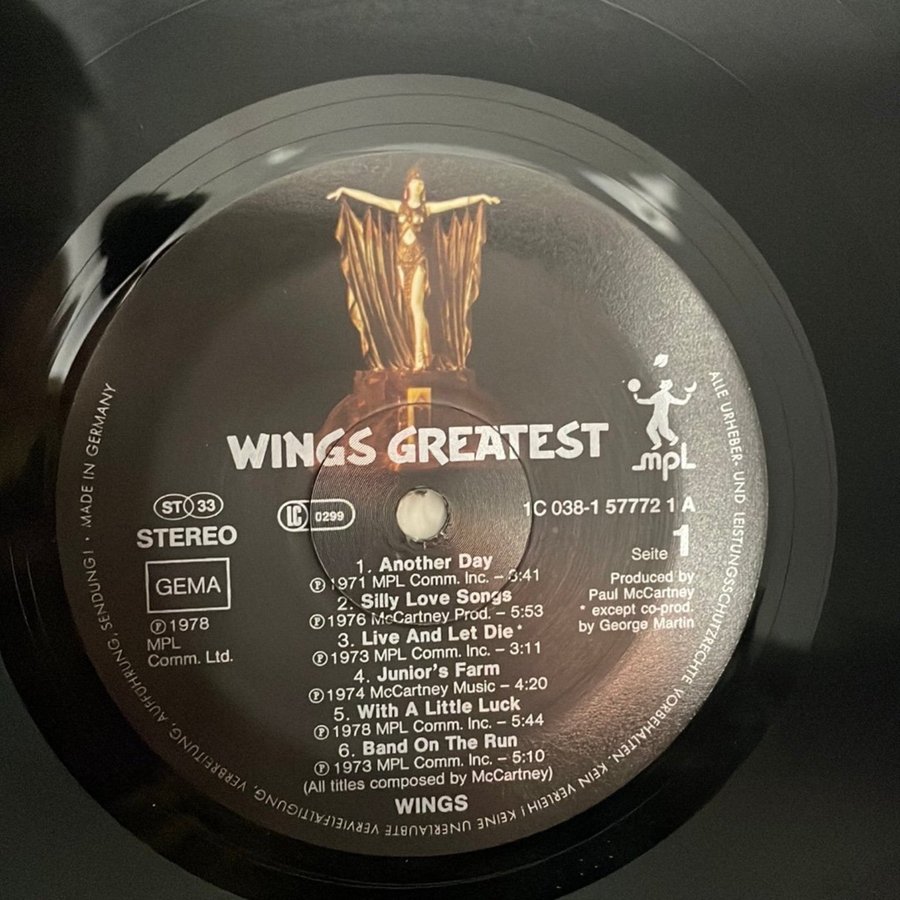 WINGS GREATEST
mpL
ST 33
STEREO
GEMA
℗ 1978
MPL
Comm. Ltd.
LC 0299
1C 038-1 57772 1 A
Seite 1
Produced by
Paul McCartney
* except co-prod.
by George Martin
1. Another Day
℗ 1971 MPL Comm. Inc. – 3:41
2. Silly Love Songs
℗ 1976 McCartney Prod. – 5:53
3. Live And Let Die*
℗ 1973 MPL Comm. Inc. – 3:11
4. Junior's Farm
℗ 1974 McCartney Music – 4:20
5. With A Little Luck
℗ 1978 MPL Comm. Inc. – 5:44
6. Band On The Run
℗ 1973 MPL Comm. Inc. – 5:10
(All titles composed by McCartney)
WINGS
ALLE URHEBER- UND LEISTUNGSSCHUTZRECHTE VORBEHALTEN. KEIN VERLEIH! KEINE UNERLAUBTE VERVIELFÄLTIGUNG, VERBREITUNG, AUFFÜHRUNG, SENDUNG! · MADE IN GERMANY